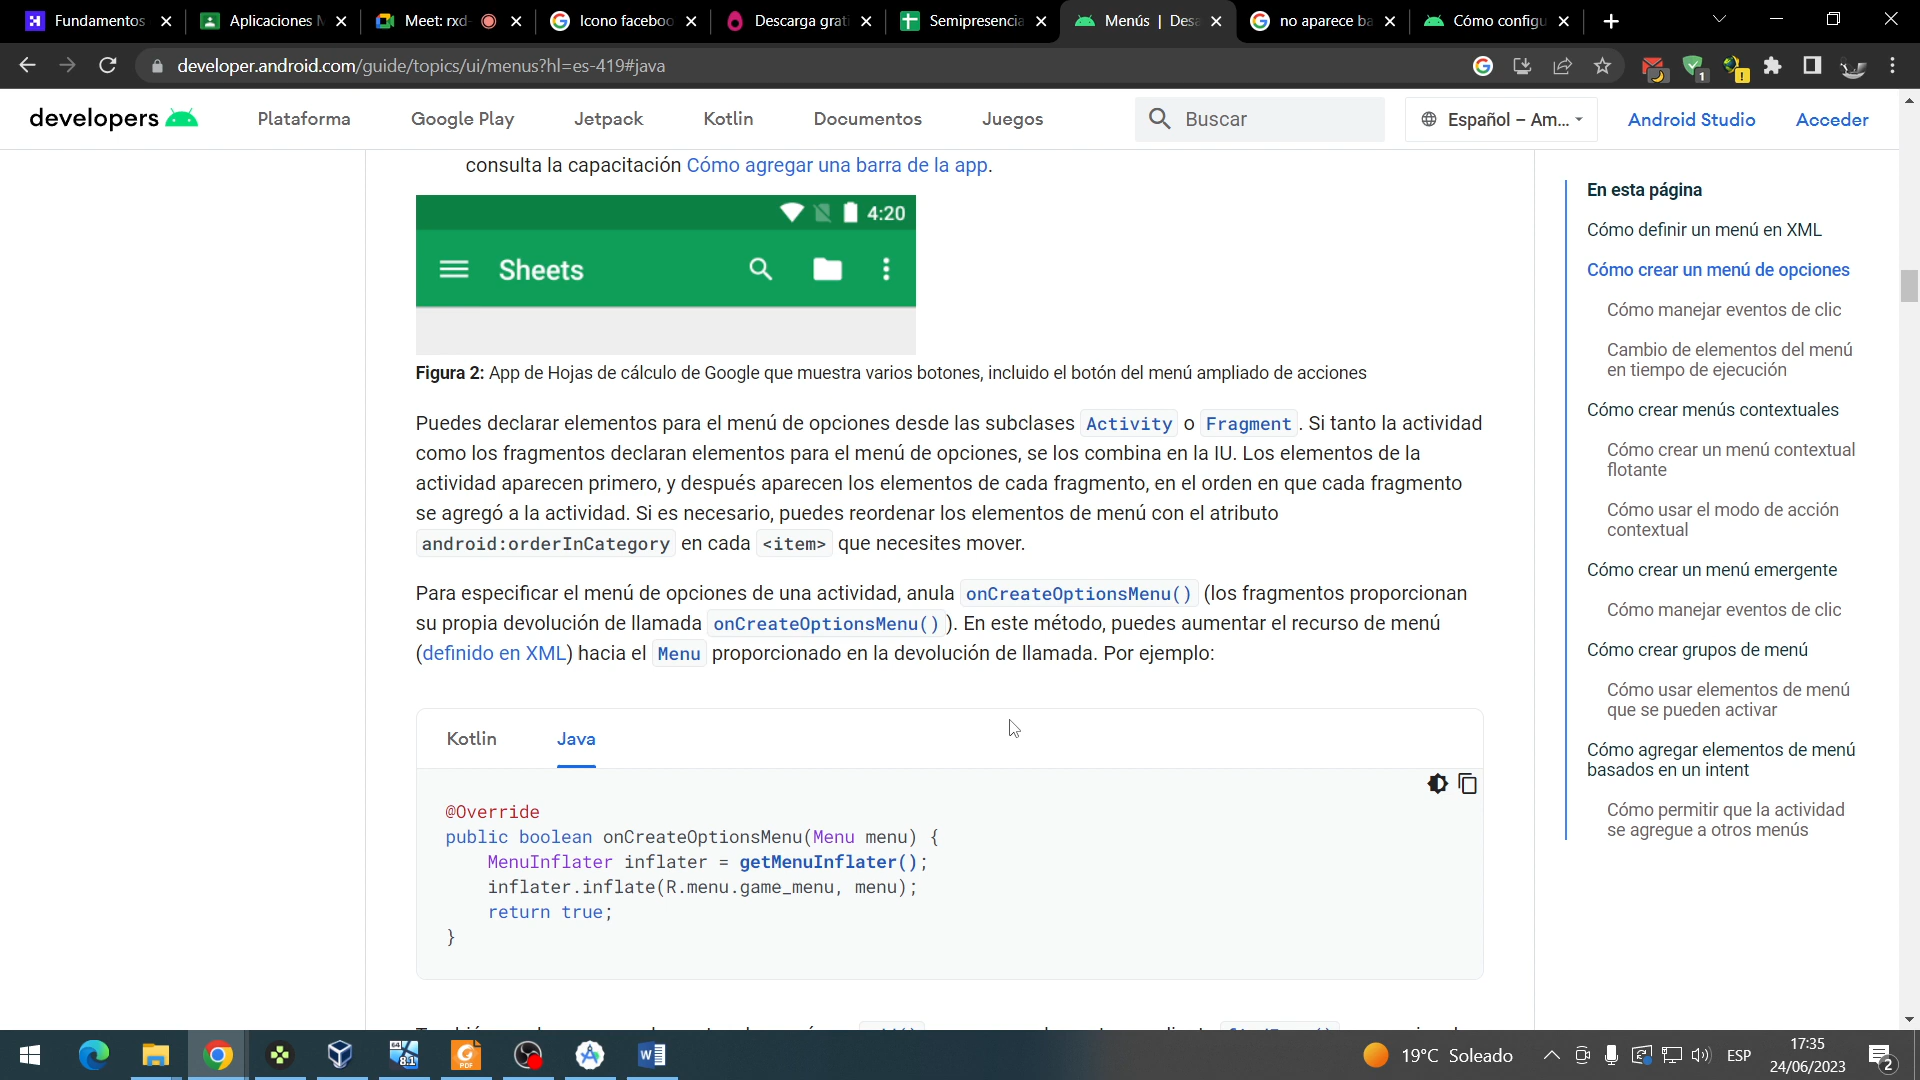 Fundamentos
Aplicaciones M
Meet: rxd-
Icono faceboo
Descarga grati
Semipresencia
Menús | Desa
no aparece ba
Cómo configu
developer.android.com/guide/topics/ui/menus?hl=es-419#java
1
!
developers
Plataforma
Google Play
Jetpack
Kotlin
Documentos
Juegos
Buscar
Español – Am...
Android Studio
Acceder
consulta la capacitación Cómo agregar una barra de la app.
4:20
Sheets
Figura 2: App de Hojas de cálculo de Google que muestra varios botones, incluido el botón del menú ampliado de acciones
Puedes declarar elementos para el menú de opciones desde las subclases Activity o Fragment. Si tanto la actividad
como los fragmentos declaran elementos para el menú de opciones, se los combina en la IU. Los elementos de la
actividad aparecen primero, y después aparecen los elementos de cada fragmento, en el orden en que cada fragmento
se agregó a la actividad. Si es necesario, puedes reordenar los elementos de menú con el atributo
android:orderInCategory en cada <item> que necesites mover.
Para especificar el menú de opciones de una actividad, anula onCreateOptionsMenu() (los fragmentos proporcionan
su propia devolución de llamada onCreateOptionsMenu()). En este método, puedes aumentar el recurso de menú
(definido en XML) hacia el Menu proporcionado en la devolución de llamada. Por ejemplo:
Kotlin
Java
@Override
public boolean onCreateOptionsMenu(Menu menu) {
    MenuInflater inflater = getMenuInflater();
    inflater.inflate(R.menu.game_menu, menu);
    return true;
}
En esta página
Cómo definir un menú en XML
Cómo crear un menú de opciones
Cómo manejar eventos de clic
Cambio de elementos del menú
en tiempo de ejecución
Cómo crear menús contextuales
Cómo crear un menú contextual
flotante
Cómo usar el modo de acción
contextual
Cómo crear un menú emergente
Cómo manejar eventos de clic
Cómo crear grupos de menú
Cómo usar elementos de menú
que se pueden activar
Cómo agregar elementos de menú
basados en un intent
Cómo permitir que la actividad
se agregue a otros menús
64
8.1
PDF
19°C Soleado
ESP
17:35
24/06/2023
2